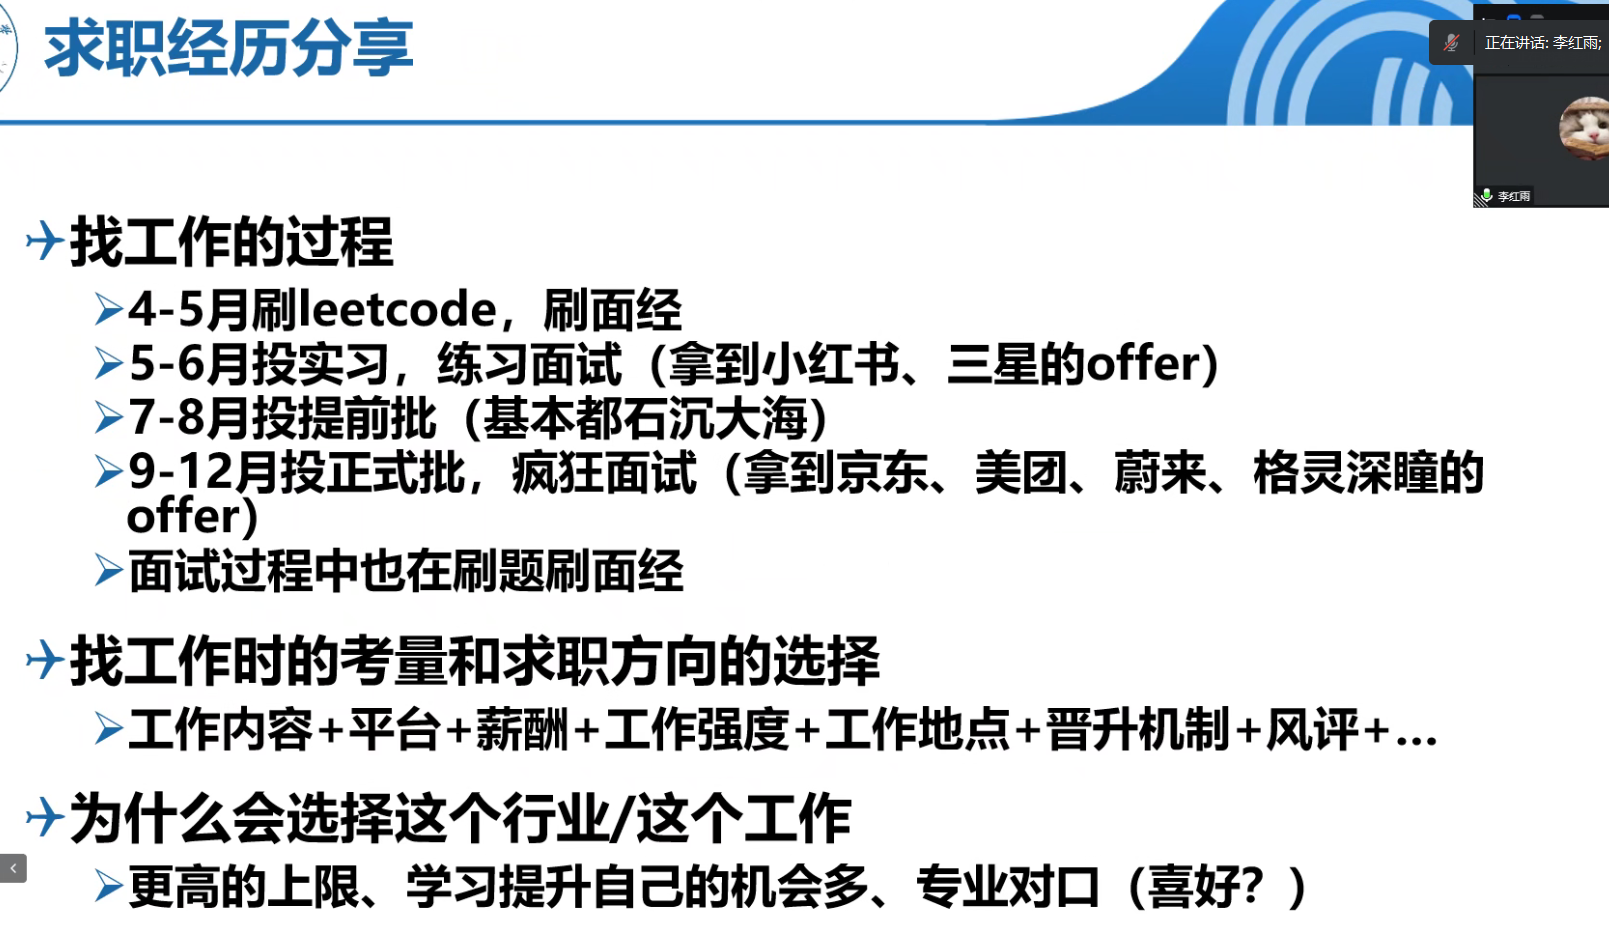 求职经历分享
正在讲话: 李红雨;
李红雨
找工作的过程
4-5月刷leetcode，刷面经
5-6月投实习，练习面试（拿到小红书、三星的offer）
7-8月投提前批（基本都石沉大海）
9-12月投正式批，疯狂面试（拿到京东、美团、蔚来、格灵深瞳的
offer）
面试过程中也在刷题刷面经
找工作时的考量和求职方向的选择
工作内容+平台+薪酬+工作强度+工作地点+晋升机制+风评+...
为什么会选择这个行业/这个工作
更高的上限、学习提升自己的机会多、专业对口（喜好？）